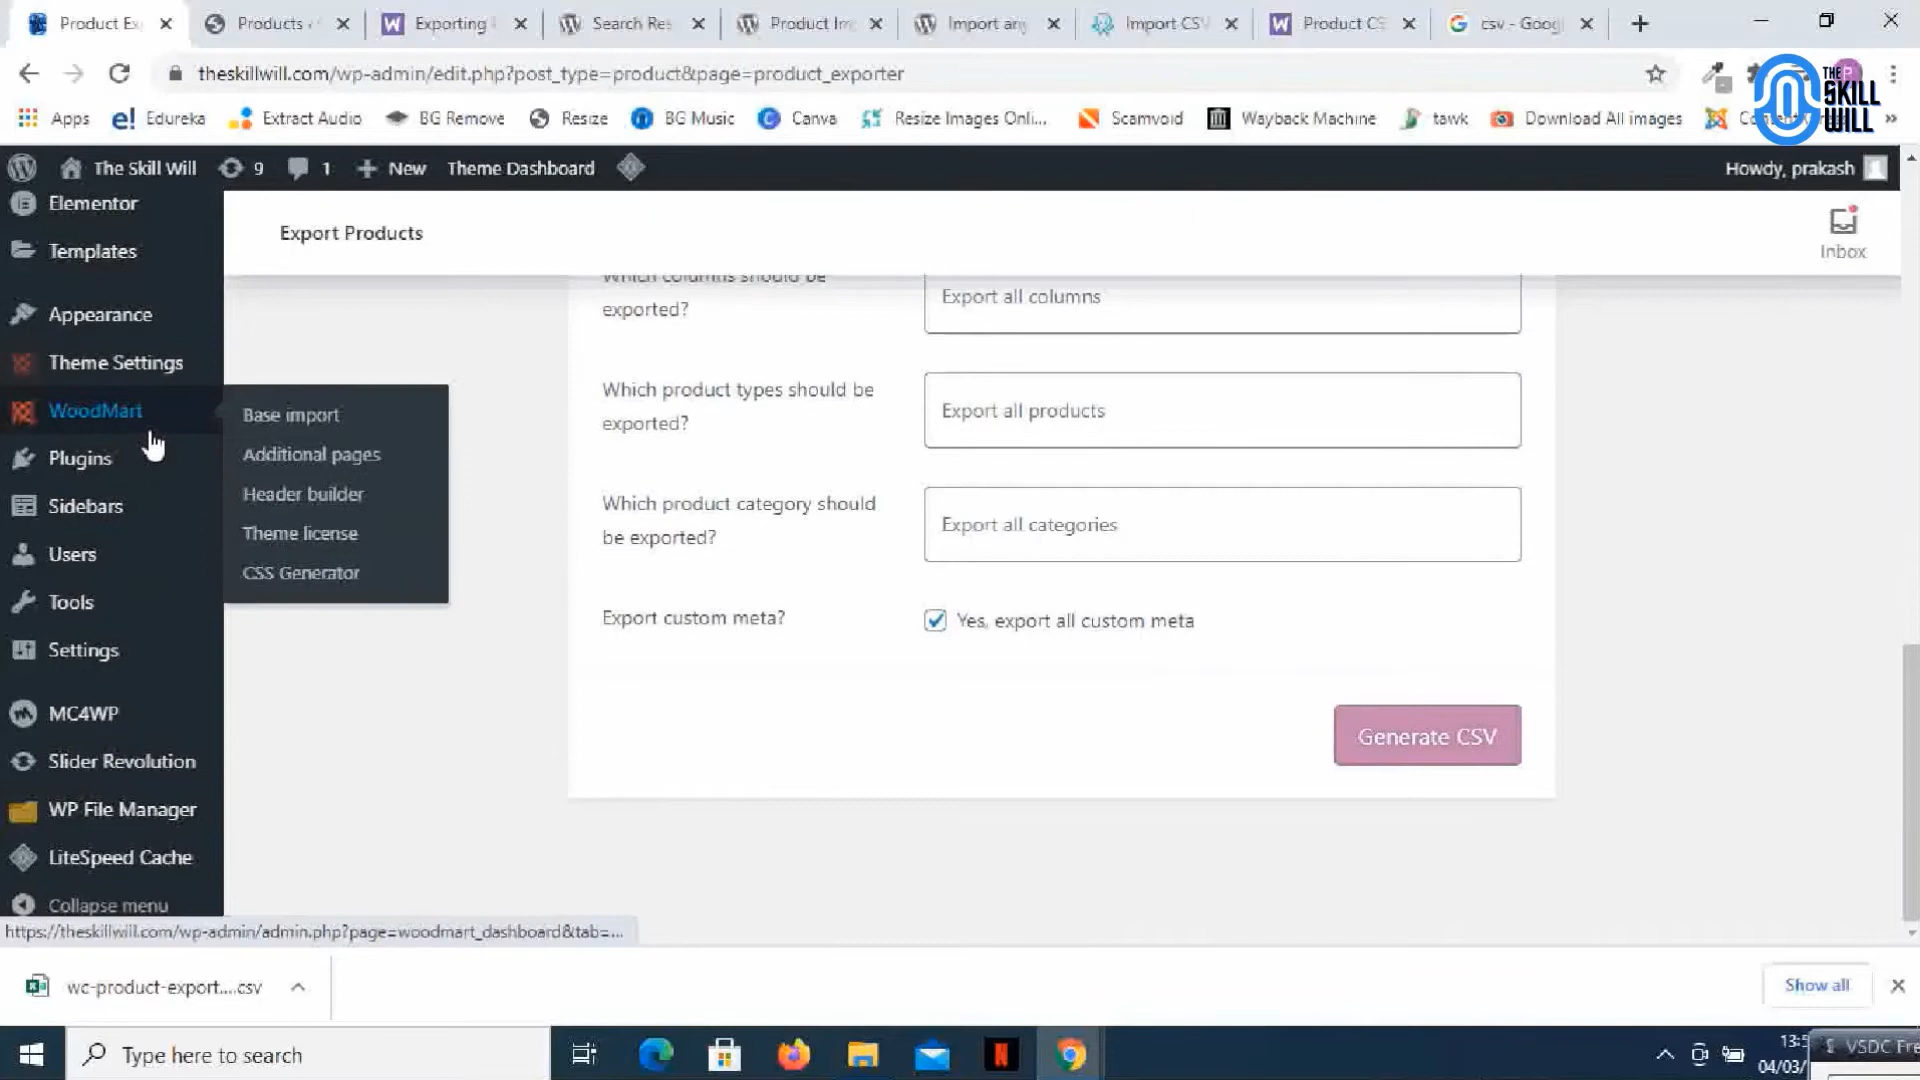 Product Ex
Products
Exporting
Search Res
Product Im
Import any
Import CSV
Product CS
csv - Goog
theskillwill.com/wp-admin/edit.php?post_type=product&page=product_exporter
THE
SKILL
WILL
Apps
Edureka
Extract Audio
BG Remove
Resize
BG Music
Canva
Resize Images Onli...
Scamvoid
Wayback Machine
tawk
Download All images
»
The Skill Will
9
1
New
Theme Dashboard
Howdy, prakash
Elementor
Templates
Appearance
Theme Settings
WoodMart
Plugins
Sidebars
Users
Tools
Settings
MC4WP
Slider Revolution
WP File Manager
LiteSpeed Cache
Collapse menu
Base import
Additional pages
Header builder
Theme license
CSS Generator
Export Products
Inbox
Which columns should be
exported?
Export all columns
Which product types should be
exported?
Export all products
Which product category should
be exported?
Export all categories
Export custom meta?
Yes, export all custom meta
Generate CSV
https://theskillwill.com/wp-admin/admin.php?page=woodmart_dashboard&tab=...
wc-product-export....csv
Show all
Type here to search
13:5
04/03/
VSDC Fre